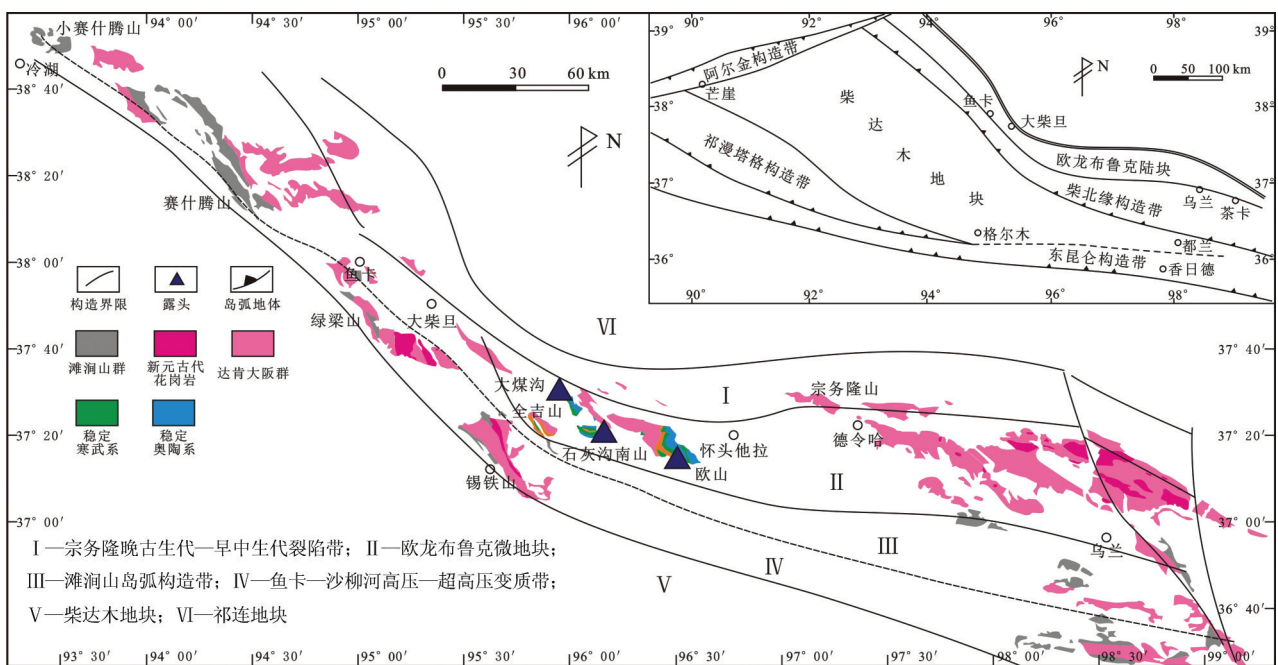 94° 00′ 94° 30′ 95° 00′ 95° 30′ 96° 00′
小赛什腾山
冷湖
38° 40′
0 30 60 km
N
38° 20′
赛什腾山
90° 92° 94° 96° 98°
39° 39°
阿尔金构造带
芒崖
N
0 50 100 km
38° 38°
柴
达
木
地
块
鱼卡
大柴旦
祁漫塔格构造带
欧龙布鲁克陆块
37° 37°
柴北缘构造带
乌兰
茶卡
格尔木
都兰
36° 36°
东昆仑构造带
香日德
90° 92° 94° 96° 98°
38° 00′
鱼卡
构造界限 露头 岛弧地体
绿梁山
大柴旦
Ⅵ
滩涧山群 新元古代 达肯大阪群
花岗岩
37° 40′ 37° 40′
大煤沟
宗务隆山
Ⅰ
全吉山
稳定 稳定
寒武系 奥陶系
37° 20′ 37° 20′
石灰沟南山
怀头他拉
德令哈
欧山
锡铁山
Ⅱ
37° 00′ 37° 00′
Ⅲ
乌兰
Ⅳ
Ⅴ
Ⅰ—宗务隆晚古生代—早中生代裂陷带；Ⅱ—欧龙布鲁克微地块；
Ⅲ—滩涧山岛弧构造带；Ⅳ—鱼卡—沙柳河高压—超高压变质带；
Ⅴ—柴达木地块；Ⅵ—祁连地块
36° 40′
93° 30′ 94° 00′ 94° 30′ 95° 00′ 95° 30′ 96° 00′ 96° 30′ 97° 00′ 97° 30′ 98° 00′ 98° 30′ 99° 00′